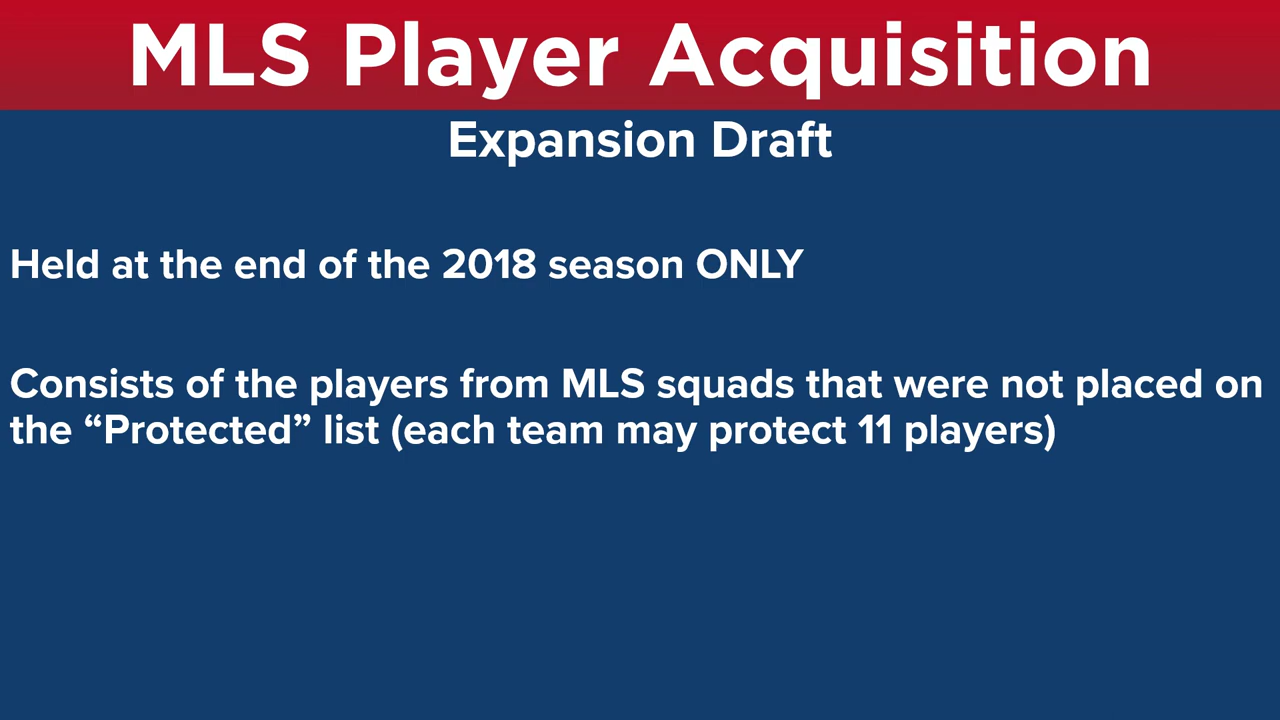 MLS Player Acquisition
Expansion Draft
Held at the end of the 2018 season ONLY
Consists of the players from MLS squads that were not placed on
the “Protected” list (each team may protect 11 players)